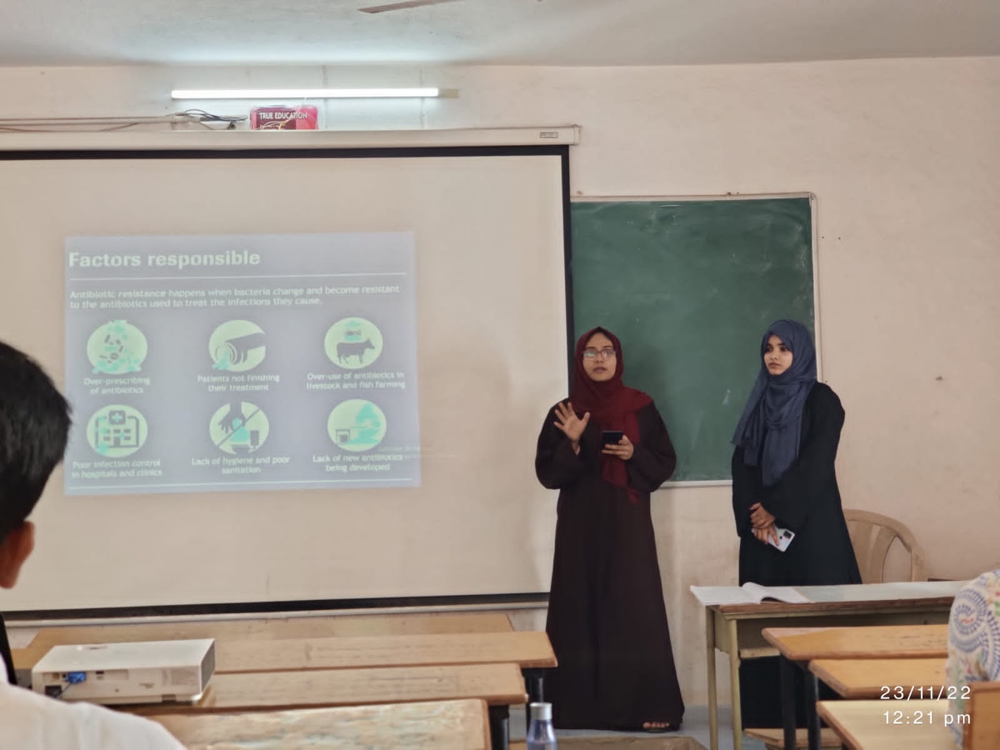 TRUE EDUCATION
Factors responsible
Antibiotic resistance happens when bacteria change and become resistant
to the antibiotics used to treat the infections they cause.
Over-prescribing
of antibiotics
Patients not finishing
their treatment
Over-use of antibiotics in
livestock and fish farming
Poor infection control
in hospitals and clinics
Lack of hygiene and poor
sanitation
Lack of new antibiotics
being developed
23/11/22
12:21 pm